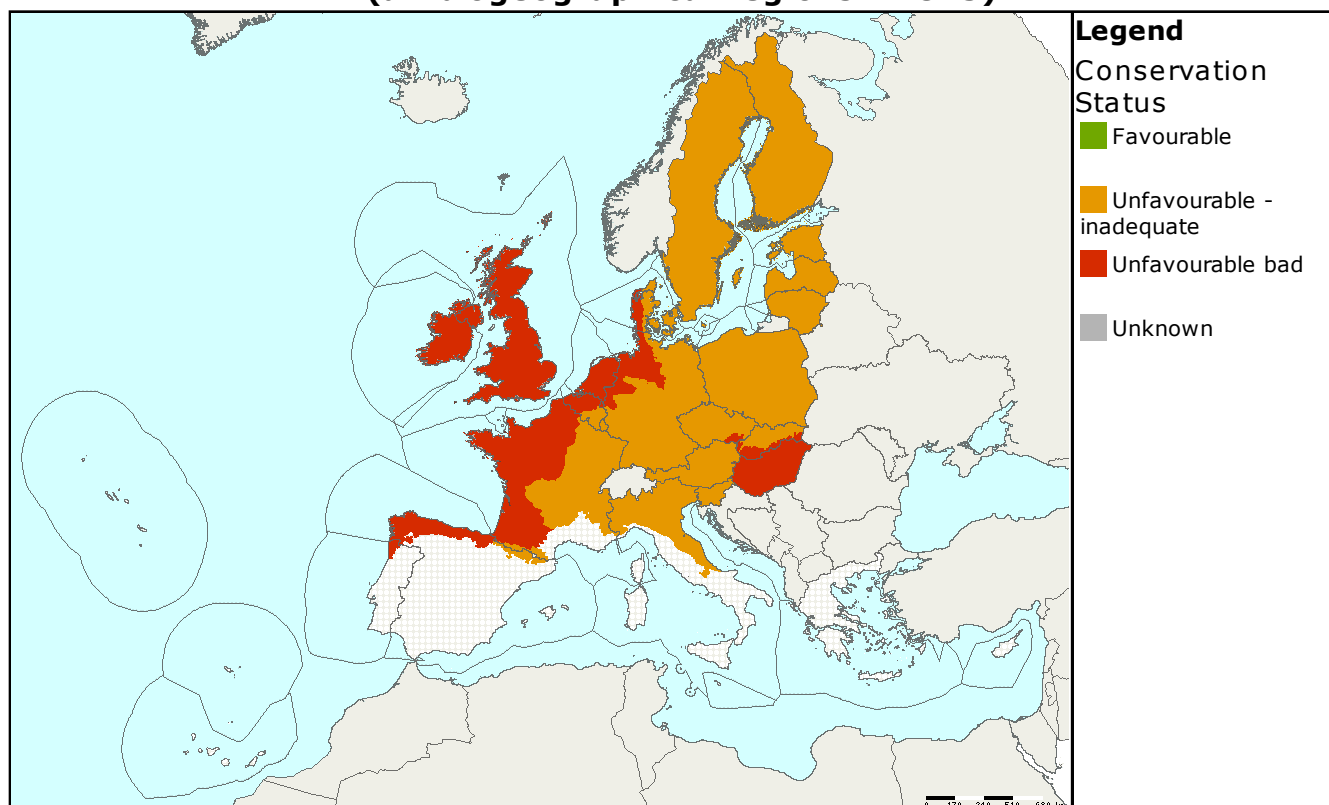 Legend
Conservation
Status
Favourable
Unfavourable -
inadequate
Unfavourable bad
Unknown